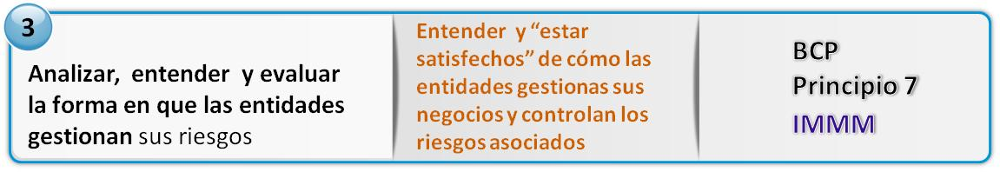 3
Analizar, entender y evaluar
la forma en que las entidades
gestionan sus riesgos
Entender y “estar
satisfechos” de cómo las
entidades gestionas sus
negocios y controlan los
riesgos asociados
BCP
Principio 7
IMMM